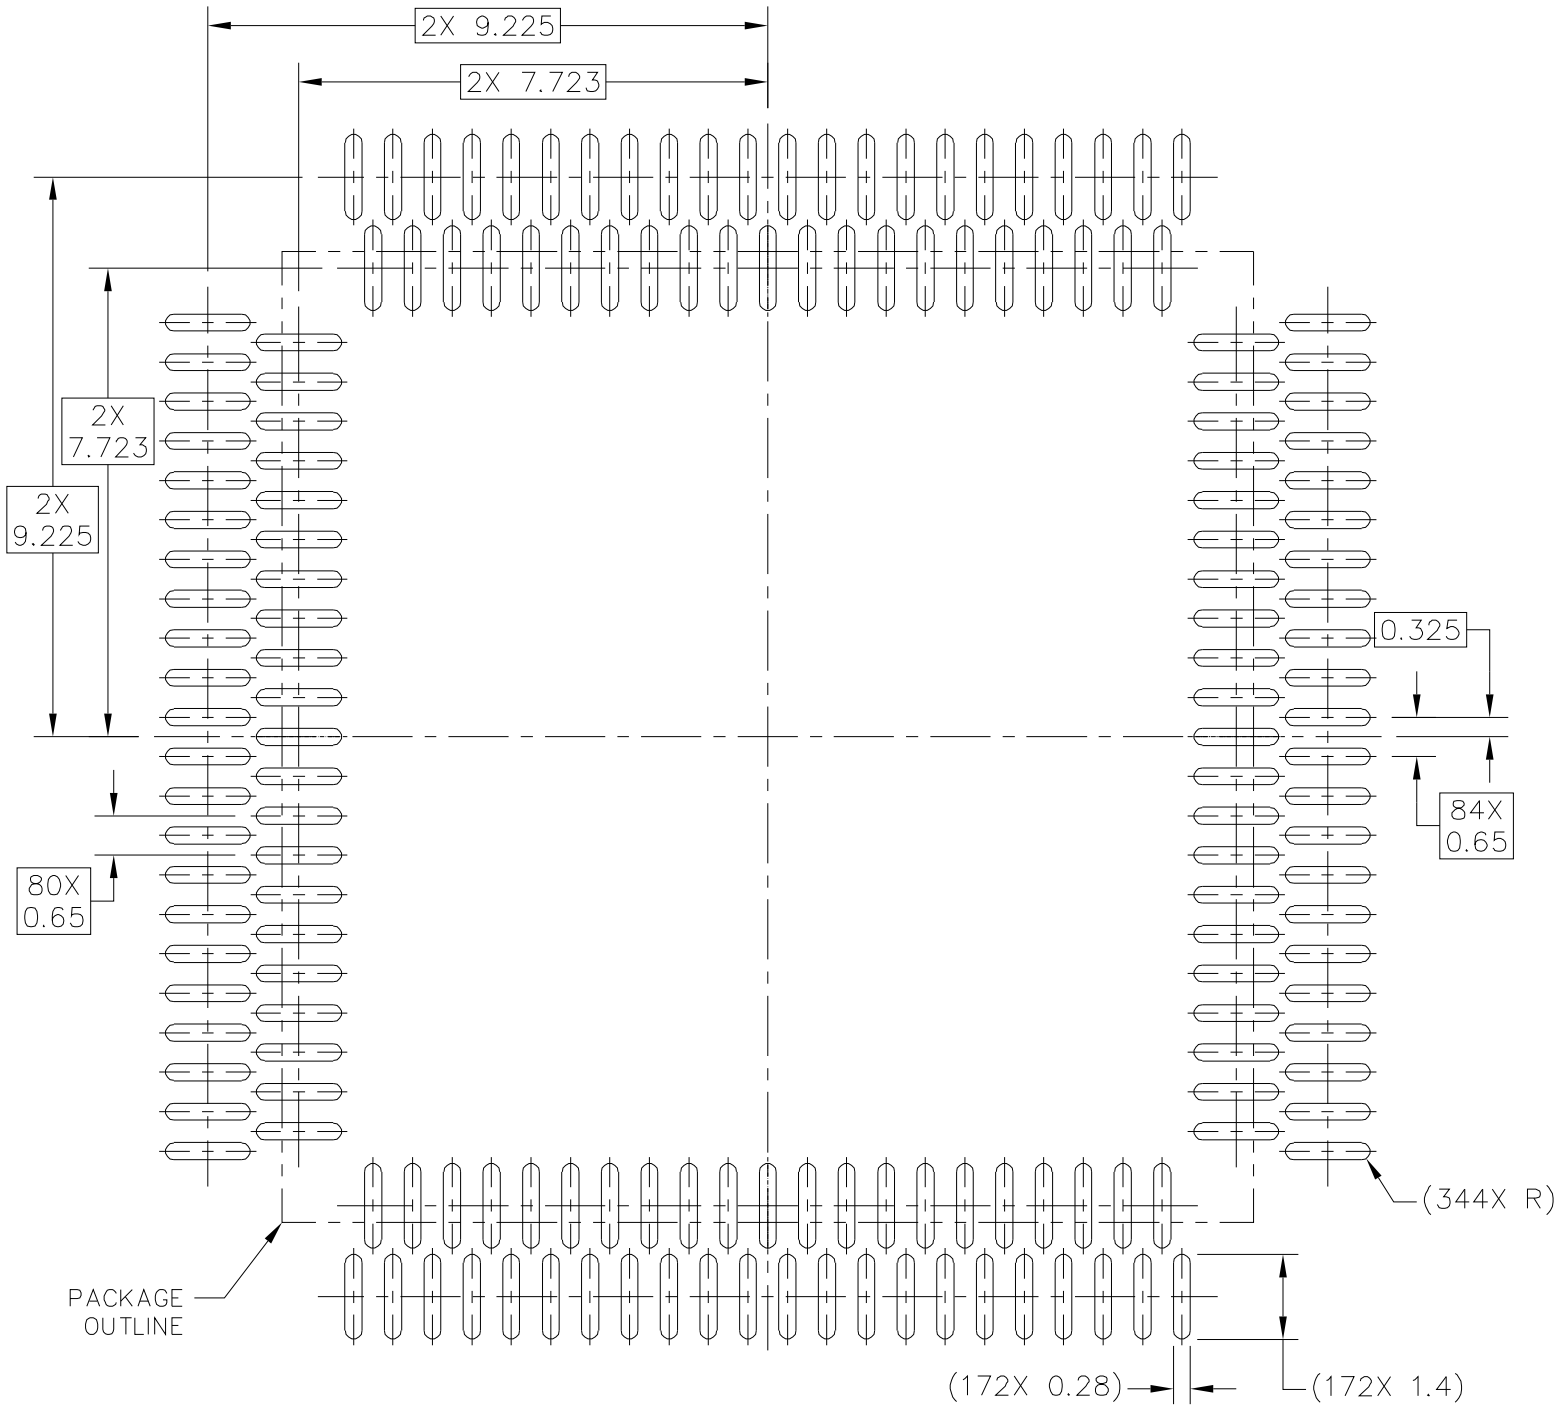 2X 9.225
2X 7.723
2X
7.723
2X
9.225
0.325
84X
0.65
80X
0.65
(344X R)
PACKAGE
OUTLINE
(172X 0.28)
(172X 1.4)